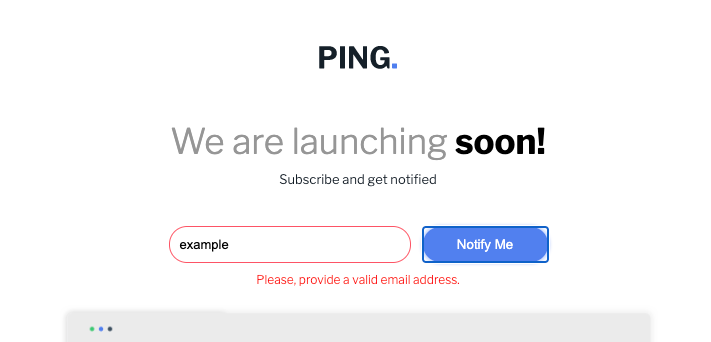 PING.
We are launching soon!
Subscribe and get notified
example
Notify Me
Please, provide a valid email address.